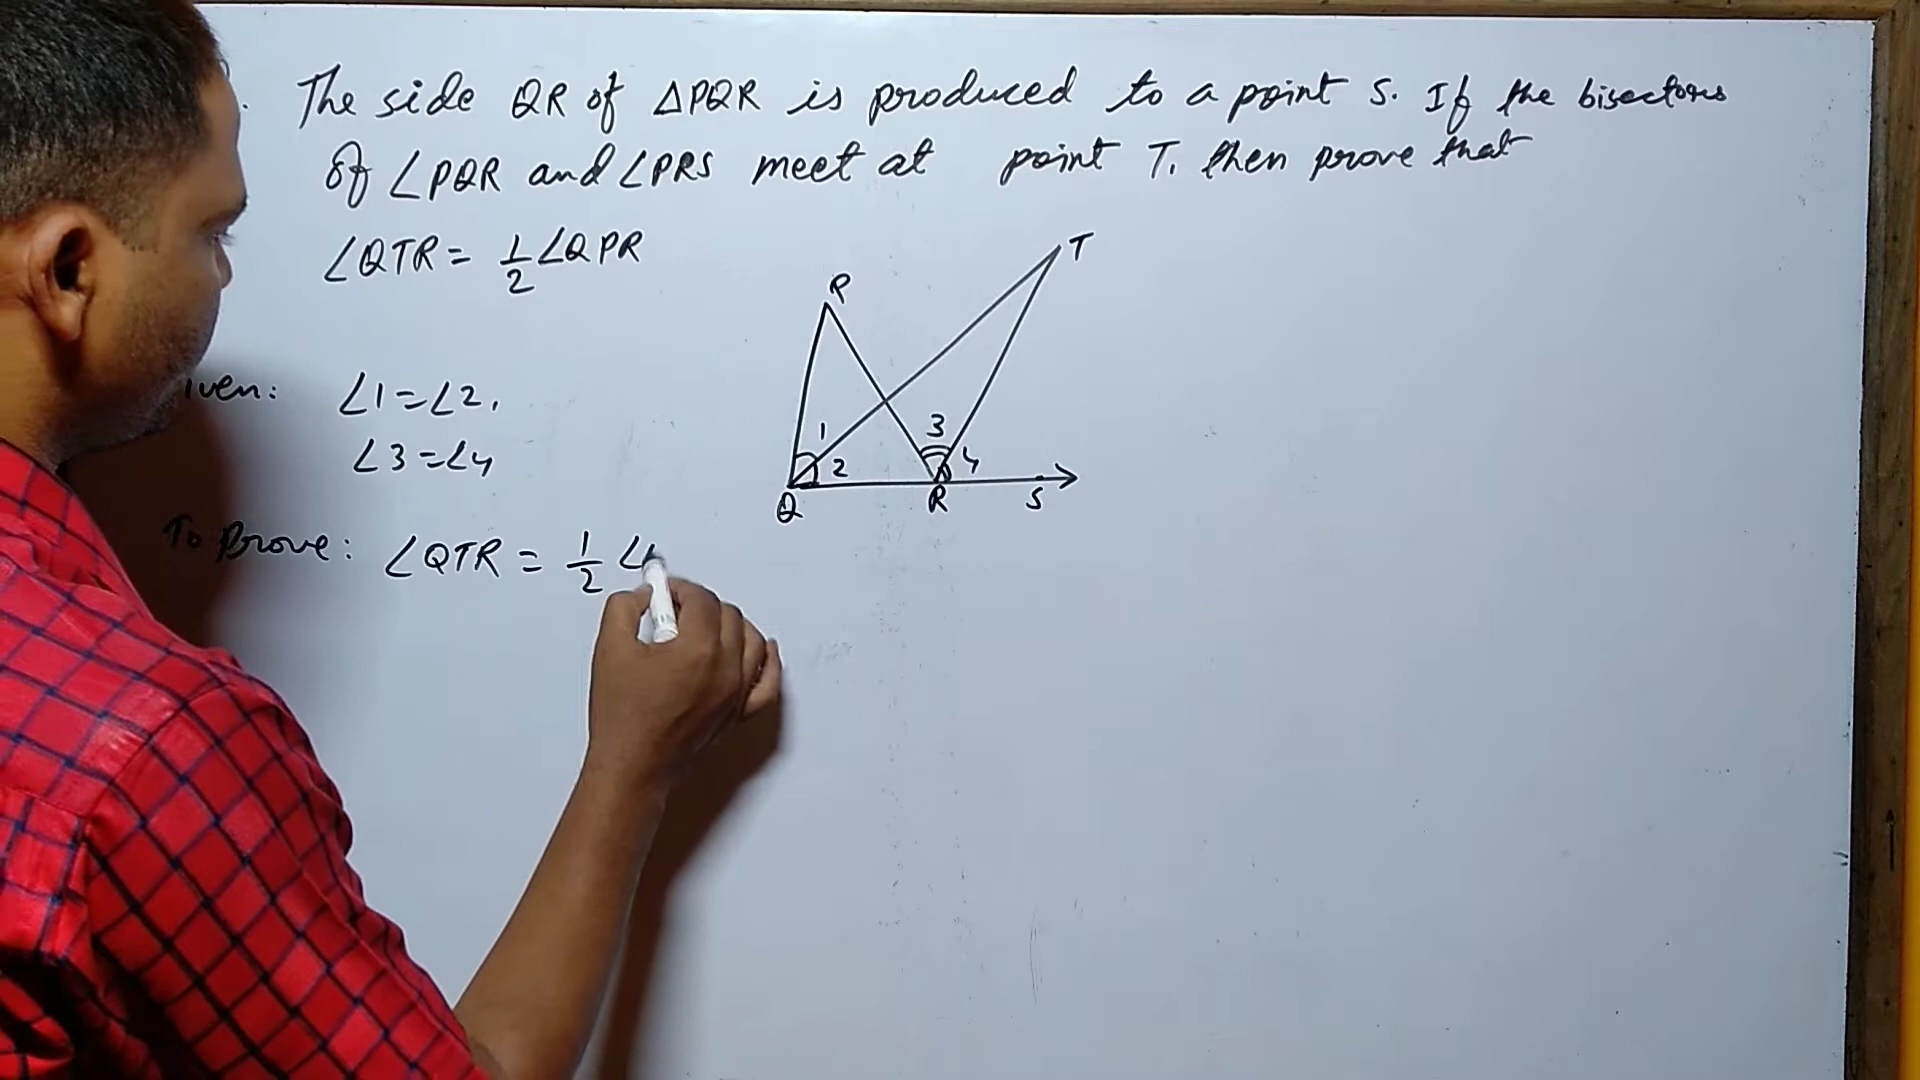 The side QR of △PQR is produced to a point S. If the bisectors
of ∠PQR and ∠PRS meet at point T, then prove that
∠QTR = 1/2 ∠QPR
T
P
iven: ∠1=∠2,
1
3
∠3=∠4
2
4
Q
R
S
To Prove: ∠QTR = 1/2 ∠